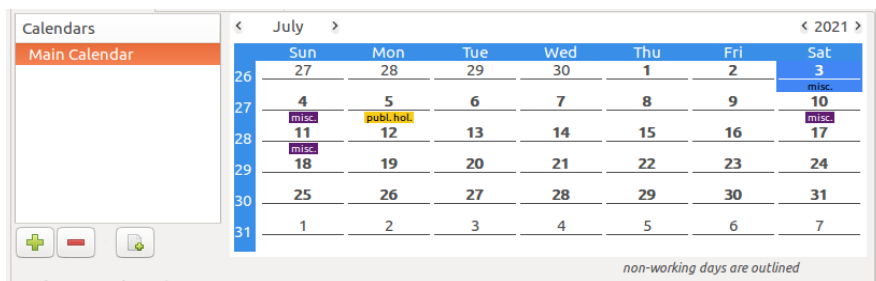 Calendars
Main Calendar
< July > < 2021 >
Sun Mon Tue Wed Thu Fri Sat
26 27 28 29 30 1 2 3
misc.
27 4 5 6 7 8 9 10
misc. publ. hol. misc.
28 11 12 13 14 15 16 17
misc.
29 18 19 20 21 22 23 24
30 25 26 27 28 29 30 31
31 1 2 3 4 5 6 7
non-working days are outlined